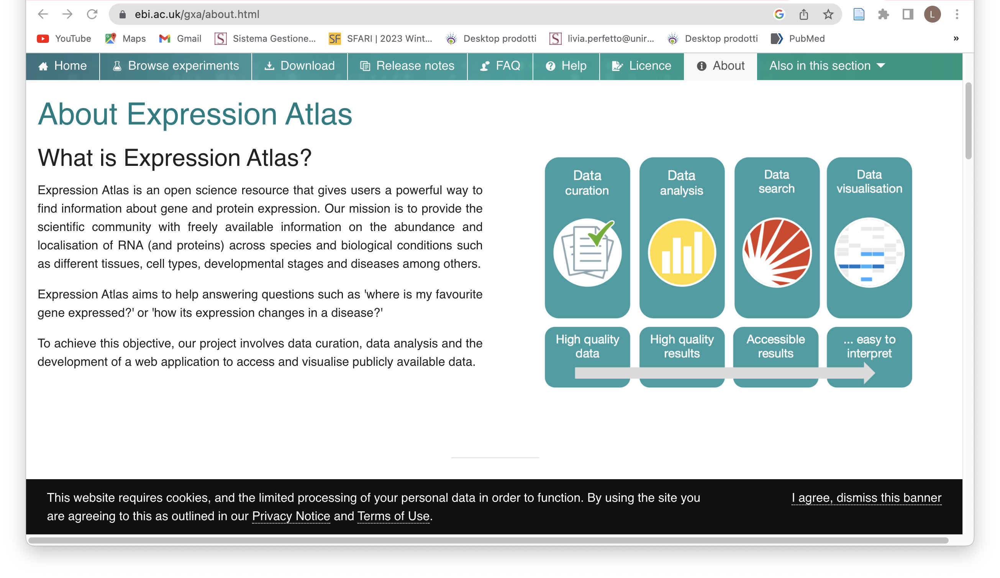 ebi.ac.uk/gxa/about.html
L
YouTube Maps Gmail Sistema Gestione... SF SFARI | 2023 Wint... Desktop prodotti livia.perfetto@unir... Desktop prodotti PubMed »
Home Browse experiments Download Release notes FAQ Help Licence About Also in this section
About Expression Atlas
What is Expression Atlas?
Expression Atlas is an open science resource that gives users a powerful way to
find information about gene and protein expression. Our mission is to provide the
scientific community with freely available information on the abundance and
localisation of RNA (and proteins) across species and biological conditions such
as different tissues, cell types, developmental stages and diseases among others.
Expression Atlas aims to help answering questions such as 'where is my favourite
gene expressed?' or 'how its expression changes in a disease?'
To achieve this objective, our project involves data curation, data analysis and the
development of a web application to access and visualise publicly available data.
Data
curation
Data
analysis
Data
search
Data
visualisation
High quality
data
High quality
results
Accessible
results
... easy to
interpret
This website requires cookies, and the limited processing of your personal data in order to function. By using the site you
are agreeing to this as outlined in our Privacy Notice and Terms of Use.
I agree, dismiss this banner